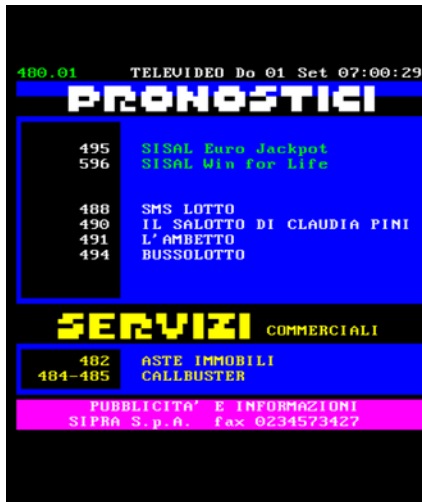 480.01 TELEVIDEO Do 01 Set 07:00:29
PRONOSTICI
495 SISAL Euro Jackpot
596 SISAL Win for Life
488 SMS LOTTO
490 IL SALOTTO DI CLAUDIA PINI
491 L'AMBETTO
494 BUSSOLOTTO
SERVIZI COMMERCIALI
482 ASTE IMMOBILI
484-485 CALLBUSTER
PUBBLICITA' E INFORMAZIONI
SIPRA S.p.A. fax 0234573427